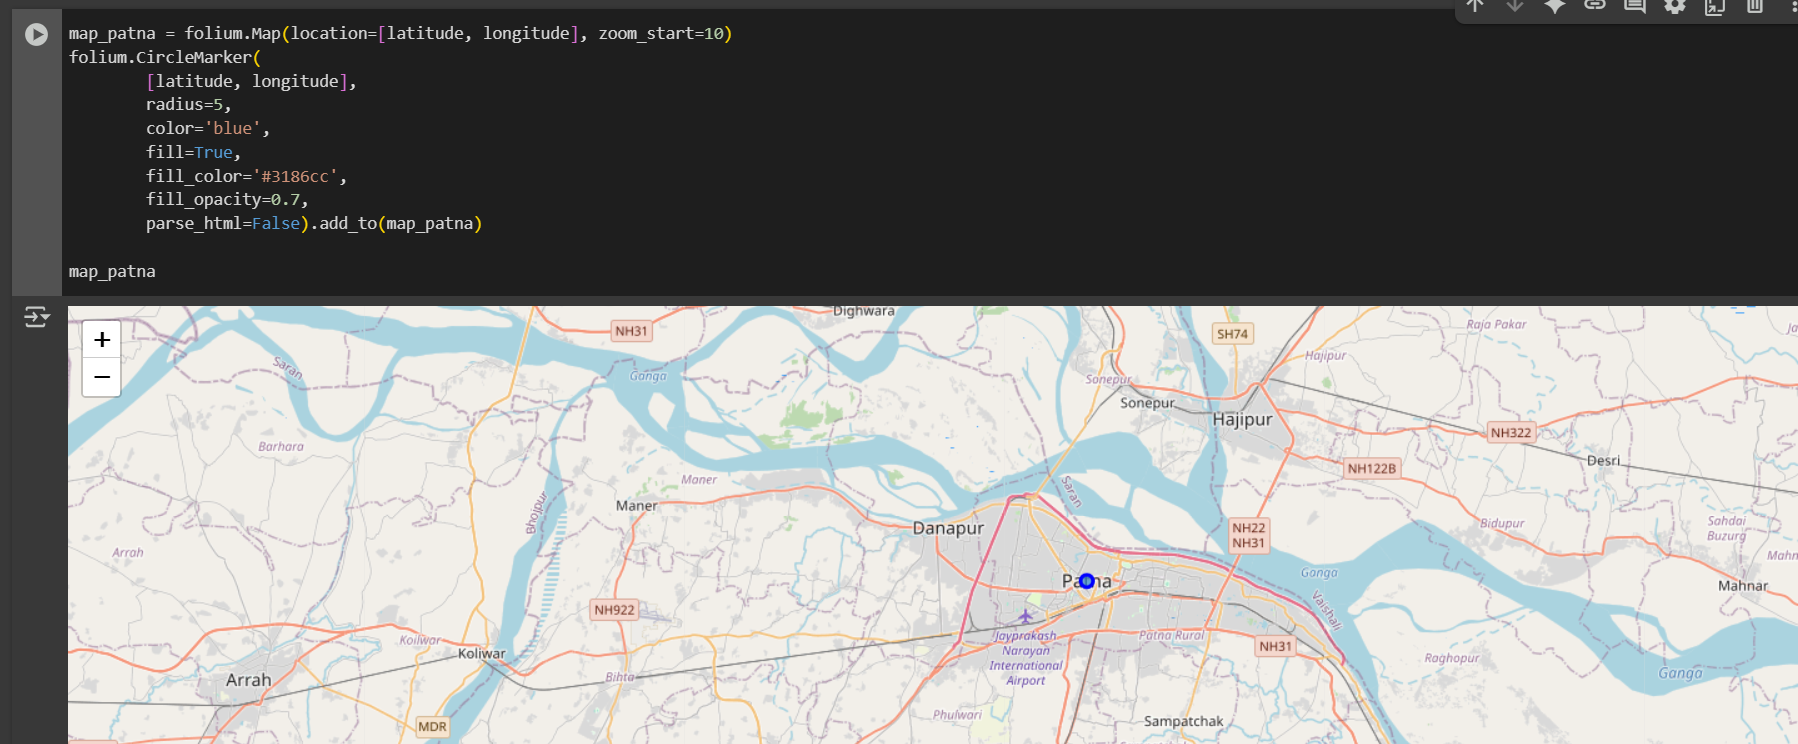 map_patna = folium.Map(location=[latitude, longitude], zoom_start=10)
folium.CircleMarker(
        [latitude, longitude],
        radius=5,
        color='blue',
        fill=True,
        fill_color='#3186cc',
        fill_opacity=0.7,
        parse_html=False).add_to(map_patna)

map_patna
+
−
Dighwara
NH31
SH74
Raja Pakar
Saran
Ganga
Hajipur
Sonepur
Sonepur
Hajipur
NH322
Barhara
NH122B
Desri
Maner
Maner
Saran
Bhojpur
Danapur
NH22
NH31
Bidupur
Sahdai
Buzurg
Arrah
Patna
Ganga
Mahnar
NH922
Vaishali
Jayprakash
Narayan
International
Airport
Patna Rural
NH31
Koilwar
Koliwar
Raghopur
Arrah
Bihta
Ganga
Phulwari
Sampatchak
MDR